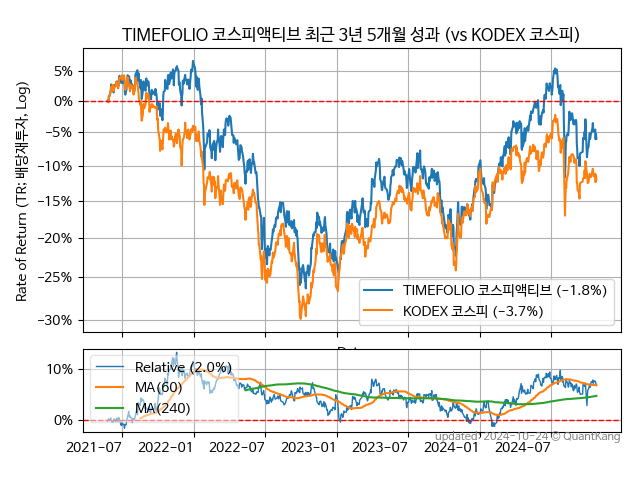 TIMEFOLIO 코스피액티브 최근 3년 5개월 성과 (vs KODEX 코스피)
Rate of Return (TR: 배당재투자, Log)
5%
0%
−5%
−10%
−15%
−20%
−25%
−30%
TIMEFOLIO 코스피액티브 (−1.8%)
KODEX 코스피 (−3.7%)
10%
0%
Relative (2.0%)
MA(60)
MA(240)
2021−07 2022−01 2022−07 2023−01 2023−07 2024−01 2024−07
updated: 2024-10-24 © QuantKang